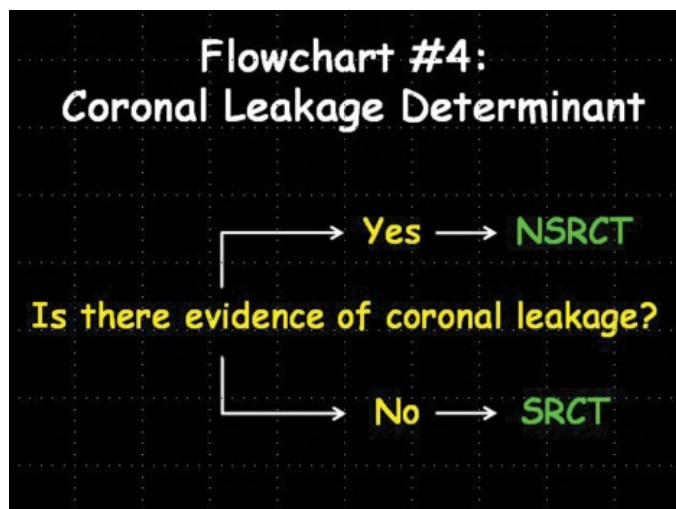 Flowchart #4:
Coronal Leakage Determinant
Yes NSRCT
Is there evidence of coronal leakage?
No SRCT